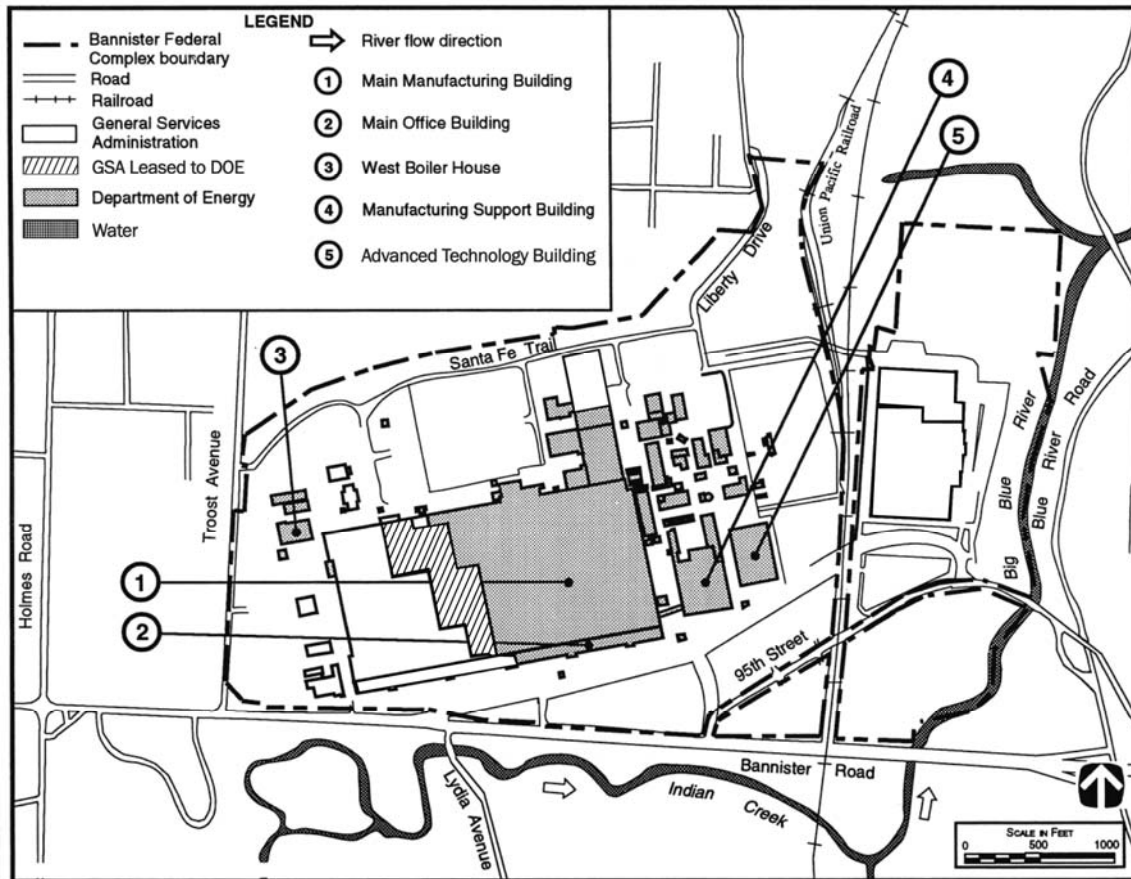 LEGEND
Bannister Federal
Complex boundary
Road
Railroad
General Services
Administration
GSA Leased to DOE
Department of Energy
Water
River flow direction
1 Main Manufacturing Building
2 Main Office Building
3 West Boiler House
4 Manufacturing Support Building
5 Advanced Technology Building
4
5
Union Pacific Railroad
Liberty Drive
Santa Fe Trail
3
Troost Avenue
Holmes Road
1
2
95th Street
Big Blue River
Blue River Road
Bannister Road
Indian Creek
Lydia Avenue
SCALE IN FEET
0 500 1000